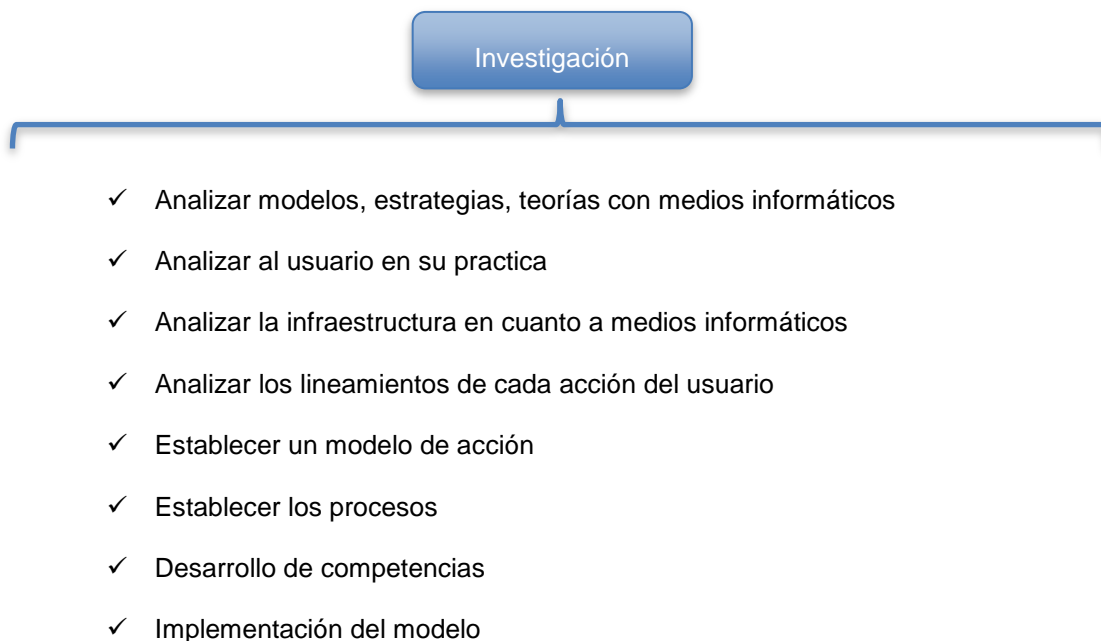 Investigación
✓ Analizar modelos, estrategias, teorías con medios informáticos
✓ Analizar al usuario en su practica
✓ Analizar la infraestructura en cuanto a medios informáticos
✓ Analizar los lineamientos de cada acción del usuario
✓ Establecer un modelo de acción
✓ Establecer los procesos
✓ Desarrollo de competencias
✓ Implementación del modelo